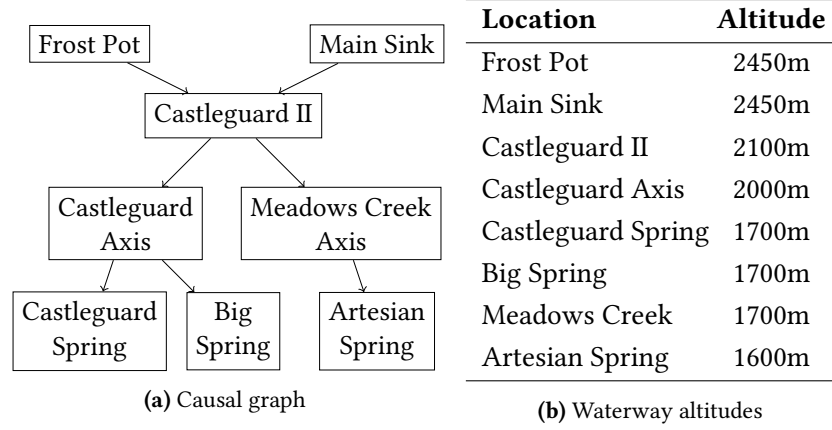 Frost Pot
Main Sink
Castleguard II
Castleguard
Axis
Meadows Creek
Axis
Castleguard
Spring
Big
Spring
Artesian
Spring
(a) Causal graph
Location Altitude
Frost Pot 2450m
Main Sink 2450m
Castleguard II 2100m
Castleguard Axis 2000m
Castleguard Spring 1700m
Big Spring 1700m
Meadows Creek 1700m
Artesian Spring 1600m
(b) Waterway altitudes